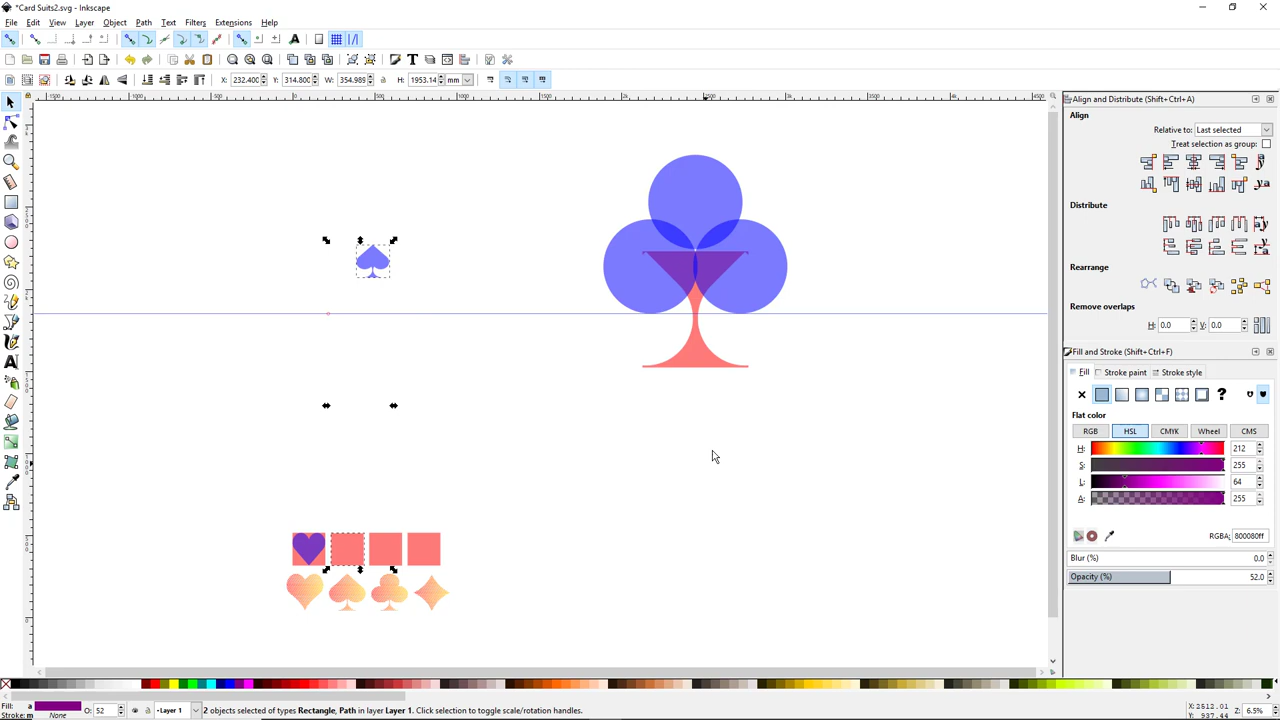 *Card Suits2.svg - Inkscape
File Edit View Layer Object Path Text Filters Extensions Help
X: 232.400 Y: 314.800 W: 354.989 H: 1953.14 mm
Align and Distribute (Shift+Ctrl+A)
Align
Relative to: Last selected
Treat selection as group:
Distribute
Rearrange
Remove overlaps
H: 0.0 V: 0.0
Fill and Stroke (Shift+Ctrl+F)
Fill Stroke paint Stroke style
Flat color
RGB HSL CMYK Wheel CMS
H: 212
S: 255
L: 64
A: 255
RGBA: 800080ff
Blur (%) 0.0
Opacity (%) 52.0
Fill: a O: 52 Layer 1 2 objects selected of types Rectangle, Path in layer Layer 1. Click selection to toggle scale/rotation handles. X: 2512.01 Z: 6.5%
Stroke: m None Y: 937.44